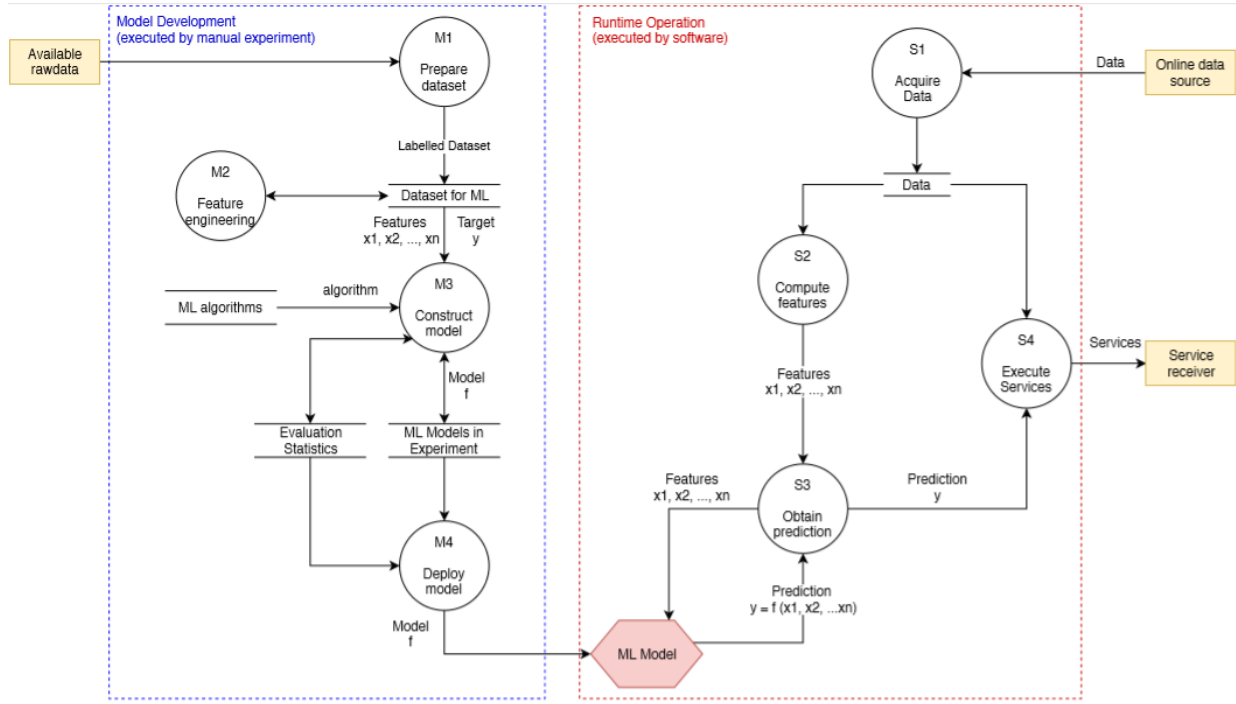 Model Development
(executed by manual experiment)
Runtime Operation
(executed by software)
Available
rawdata
M1
Prepare
dataset
S1
Acquire
Data
Data
Online data
source
Labelled Dataset
M2
Feature
engineering
Dataset for ML
Data
Features
x1, x2, ..., xn
Target
y
S2
Compute
features
ML algorithms
algorithm
M3
Construct
model
S4
Execute
Services
Services
Service
receiver
Model
f
Features
x1, x2, ..., xn
Evaluation
Statistics
ML Models in
Experiment
Features
x1, x2, ..., xn
S3
Obtain
prediction
Prediction
y
M4
Deploy
model
Prediction
y = f (x1, x2, ...xn)
Model
f
ML Model